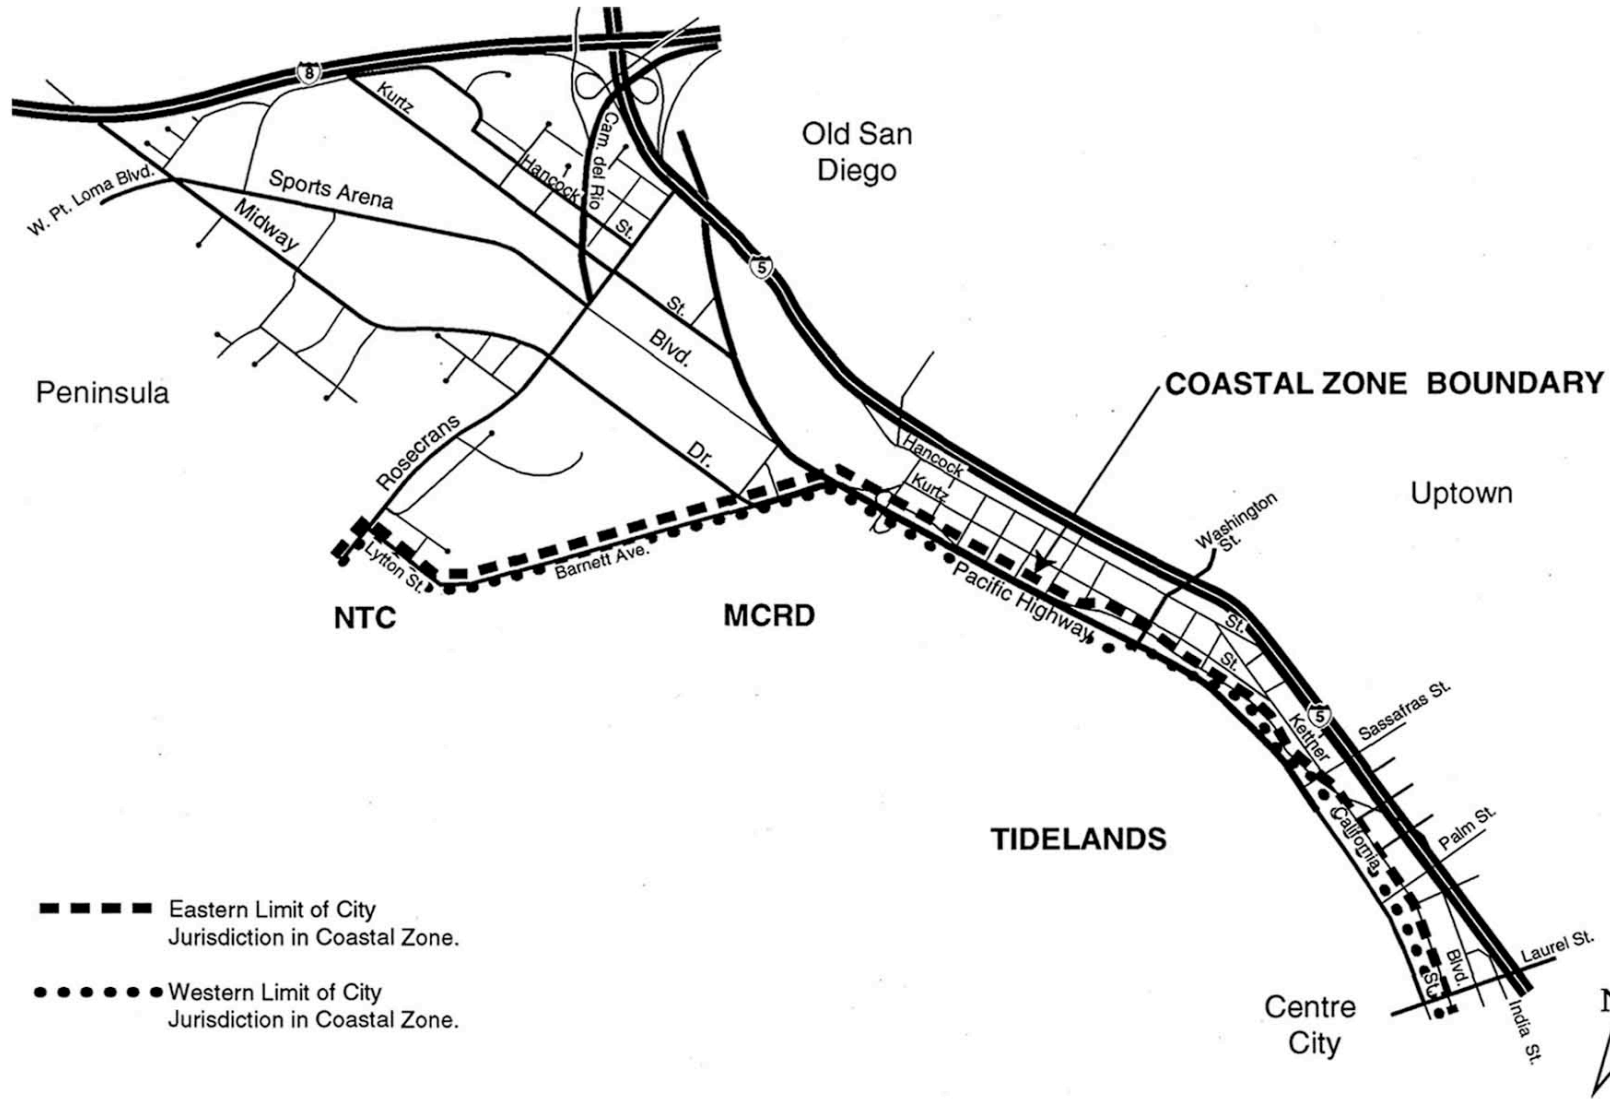 8
Kurtz
Cam. del Rio
Old San
Diego
Hancock
W. Pt. Loma Blvd.
Sports Arena
Midway
St.
5
St.
Blvd.
Peninsula
COASTAL ZONE BOUNDARY
Rosecrans
Dr.
Hancock
Kurtz
Uptown
Washington
St.
Lytton St.
Barnett Ave.
Pacific Highway
NTC
MCRD
St.
St.
Kettner
5
Sassafras St.
California
Palm St.
TIDELANDS
Eastern Limit of City
Jurisdiction in Coastal Zone.
Western Limit of City
Jurisdiction in Coastal Zone.
St.
Blvd.
Laurel St.
Centre
City
India St.